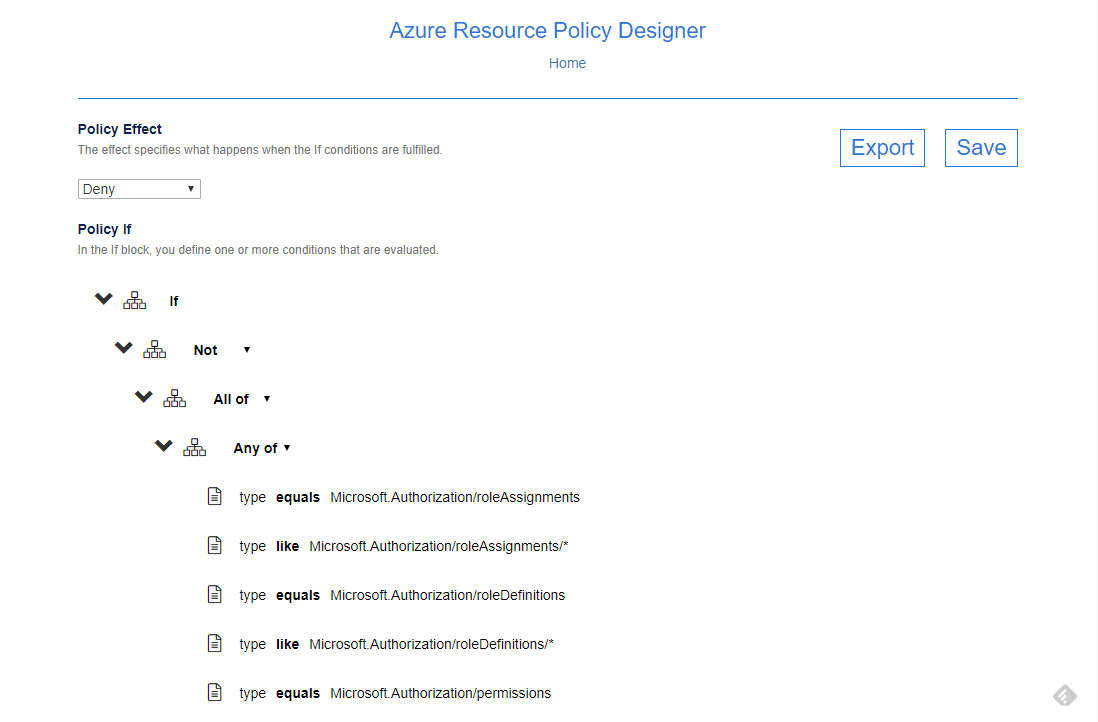 Azure Resource Policy Designer
Home
Policy Effect
The effect specifies what happens when the If conditions are fulfilled.
Export
Save
Deny
Policy If
In the If block, you define one or more conditions that are evaluated.
If
Not
All of
Any of
type equals Microsoft.Authorization/roleAssignments
type like Microsoft.Authorization/roleAssignments/*
type equals Microsoft.Authorization/roleDefinitions
type like Microsoft.Authorization/roleDefinitions/*
type equals Microsoft.Authorization/permissions